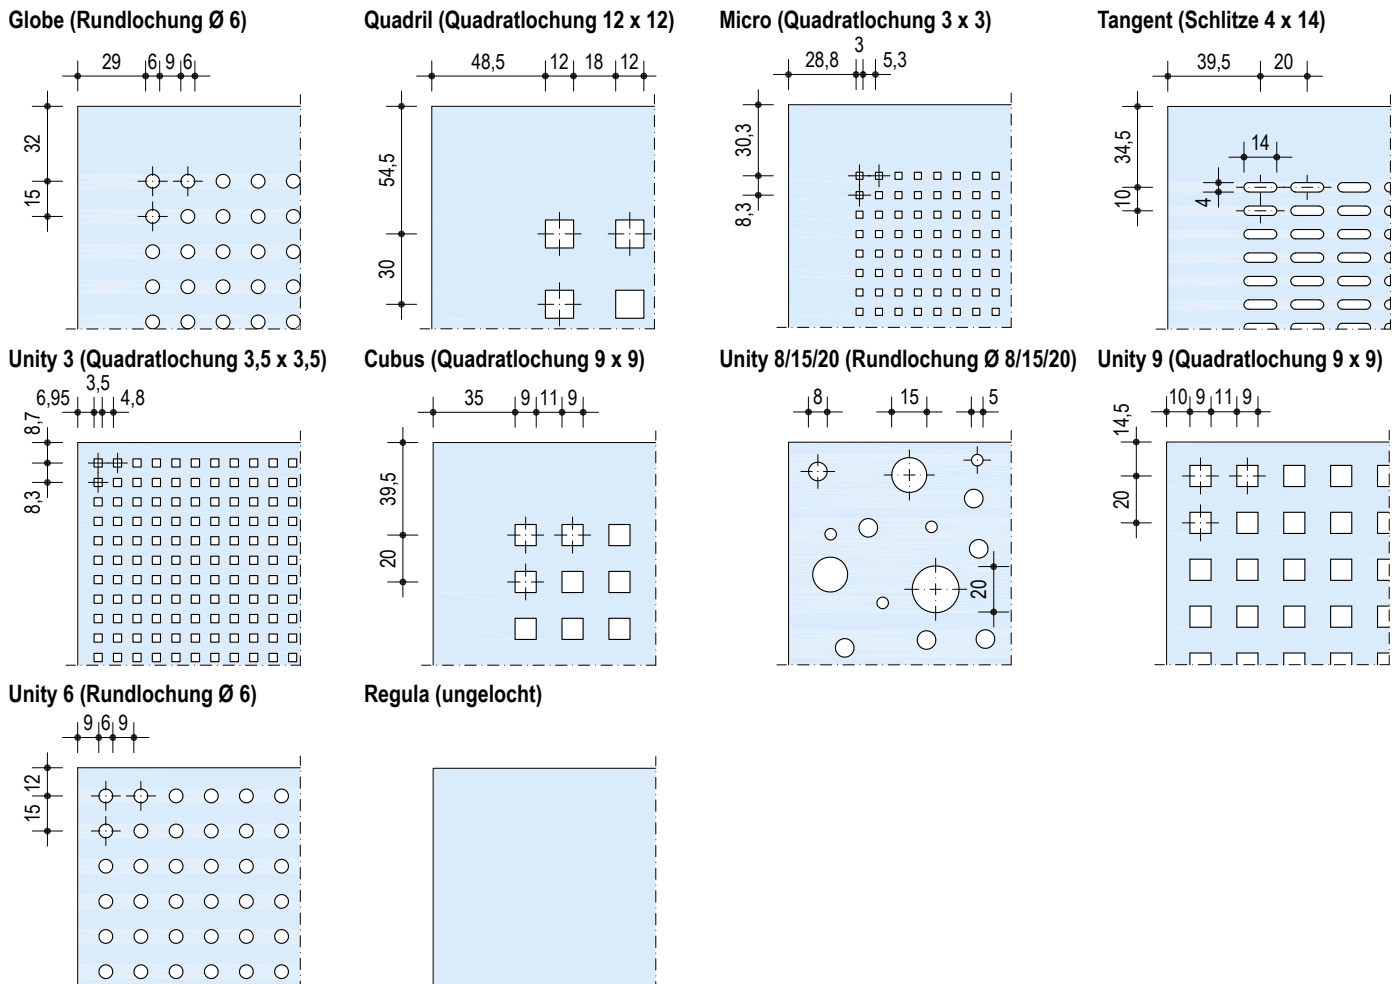 Globe (Rundlochung Ø 6)
29 6 9 6
32
15
Quadril (Quadratlochung 12 x 12)
48,5 12 18 12
54,5
30
Micro (Quadratlochung 3 x 3)
3
28,8 5,3
30,3
8,3
Tangent (Schlitze 4 x 14)
39,5 20
34,5
14
10
4
Unity 3 (Quadratlochung 3,5 x 3,5)
3,5
6,95 4,8
8,7
8,3
Cubus (Quadratlochung 9 x 9)
35 9 11 9
39,5
20
Unity 8/15/20 (Rundlochung Ø 8/15/20)
8 15 5
20
Unity 9 (Quadratlochung 9 x 9)
10 9 11 9
14,5
20
Unity 6 (Rundlochung Ø 6)
9 6 9
12
15
Regula (ungelocht)